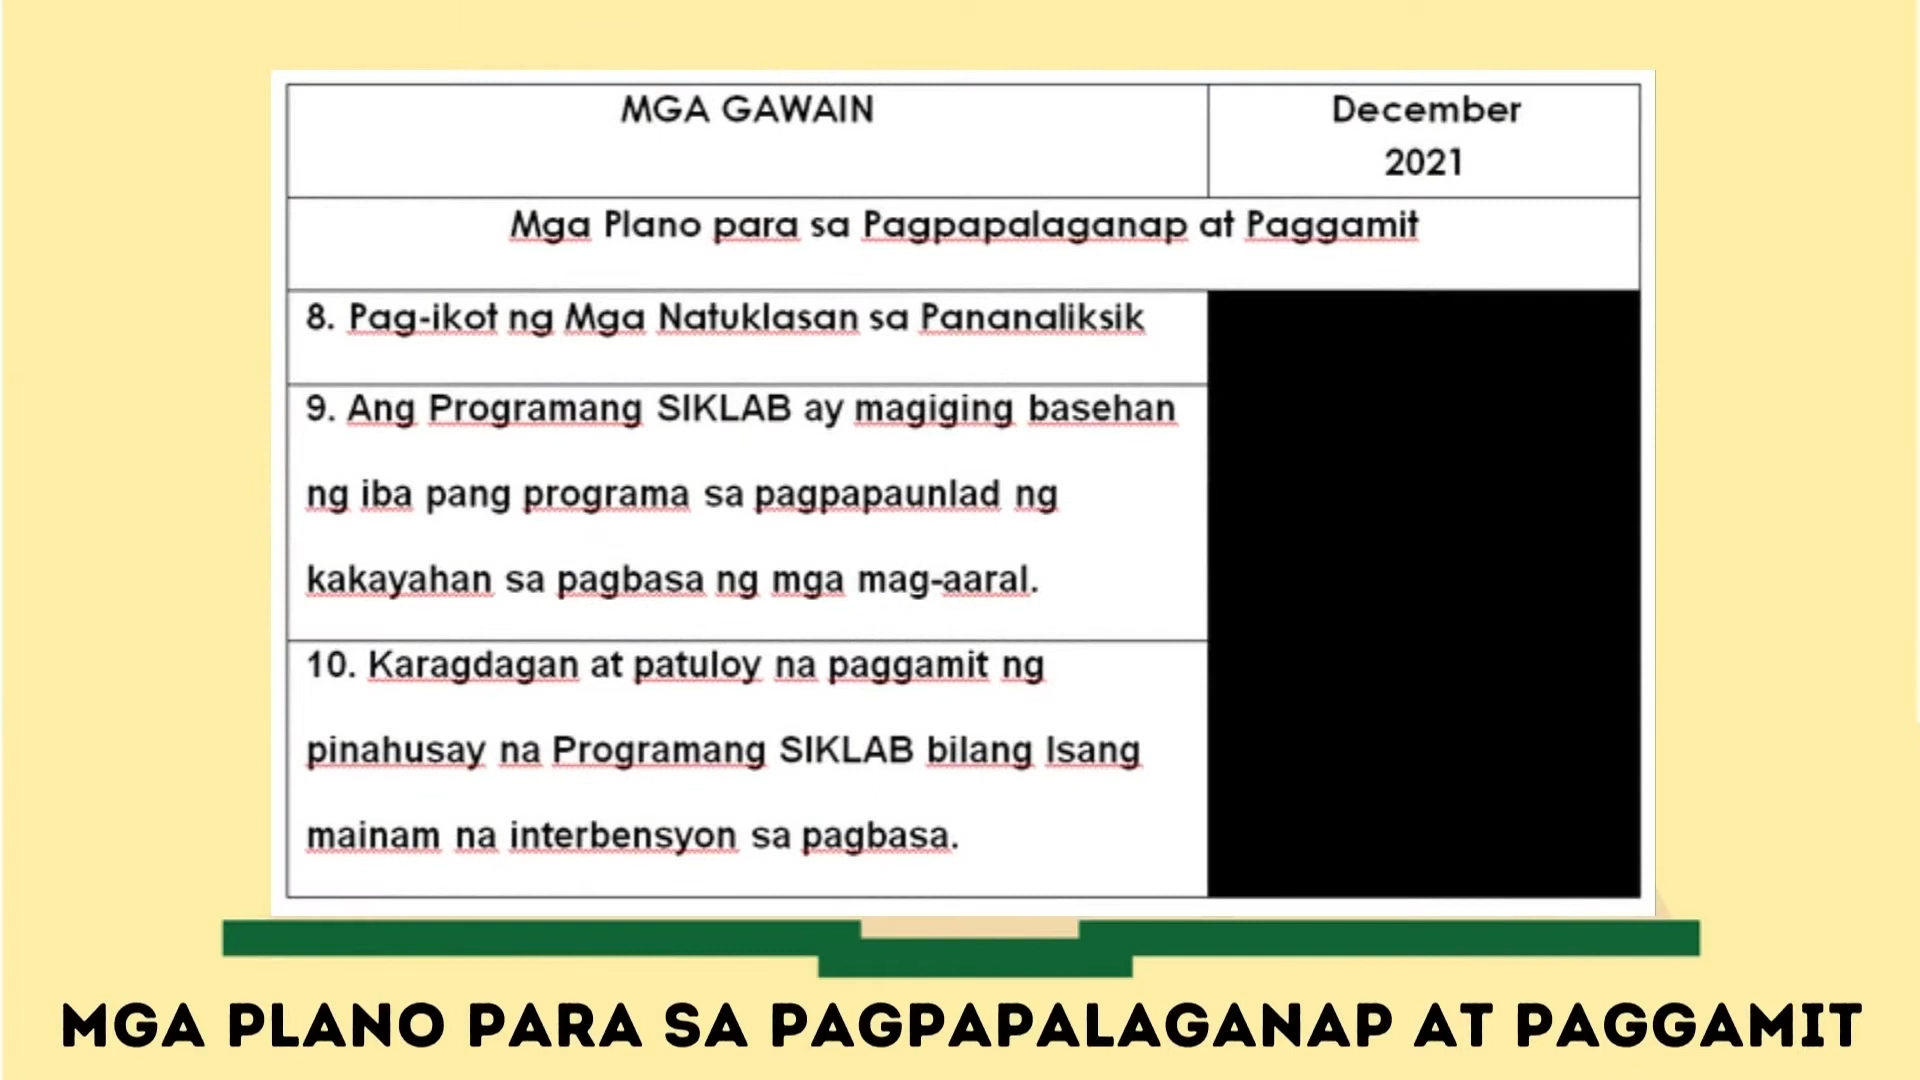 MGA GAWAIN
December
2021
Mga Plano para sa Pagpapalaganap at Paggamit
8. Pag-ikot ng Mga Natuklasan sa Pananaliksik
9. Ang Programang SIKLAB ay magiging basehan
ng iba pang programa sa pagpapaunlad ng
kakayahan sa pagbasa ng mga mag-aaral.
10. Karagdagan at patuloy na paggamit ng
pinahusay na Programang SIKLAB bilang Isang
mainam na interbensyon sa pagbasa.
MGA PLANO PARA SA PAGPAPALAGANAP AT PAGGAMIT